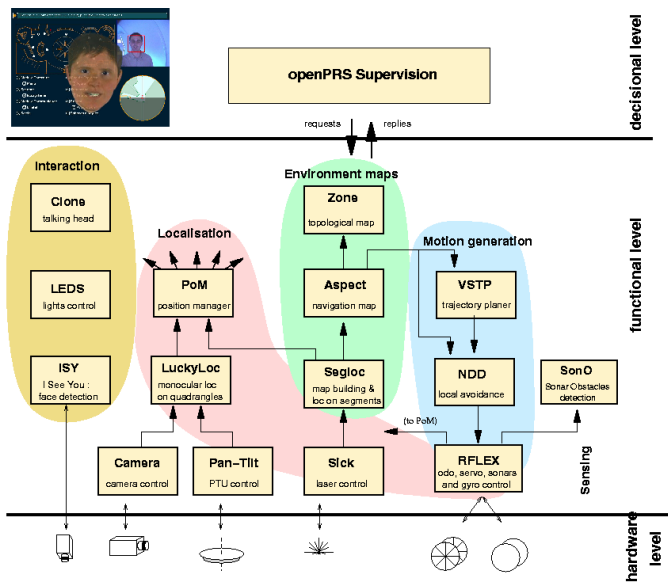 openPRS Supervision
decisional level
requests
replies
Interaction
Environment maps
Clone
talking head
Zone
topological map
Localisation
Motion generation
functional level
LEDS
lights control
PoM
position manager
Aspect
navigation map
VSTP
trajectory planer
ISY
I See You :
face detection
LuckyLoc
monocular loc
on quadrangles
Segloc
map building &
loc on segments
NDD
local avoidance
SonO
Sonar Obstacles
detection
(to PoM)
Camera
camera control
Pan-Tilt
PTU control
Sick
laser control
RFLEX
odo, servo, sonars
and gyro control
Sensing
hardware
level